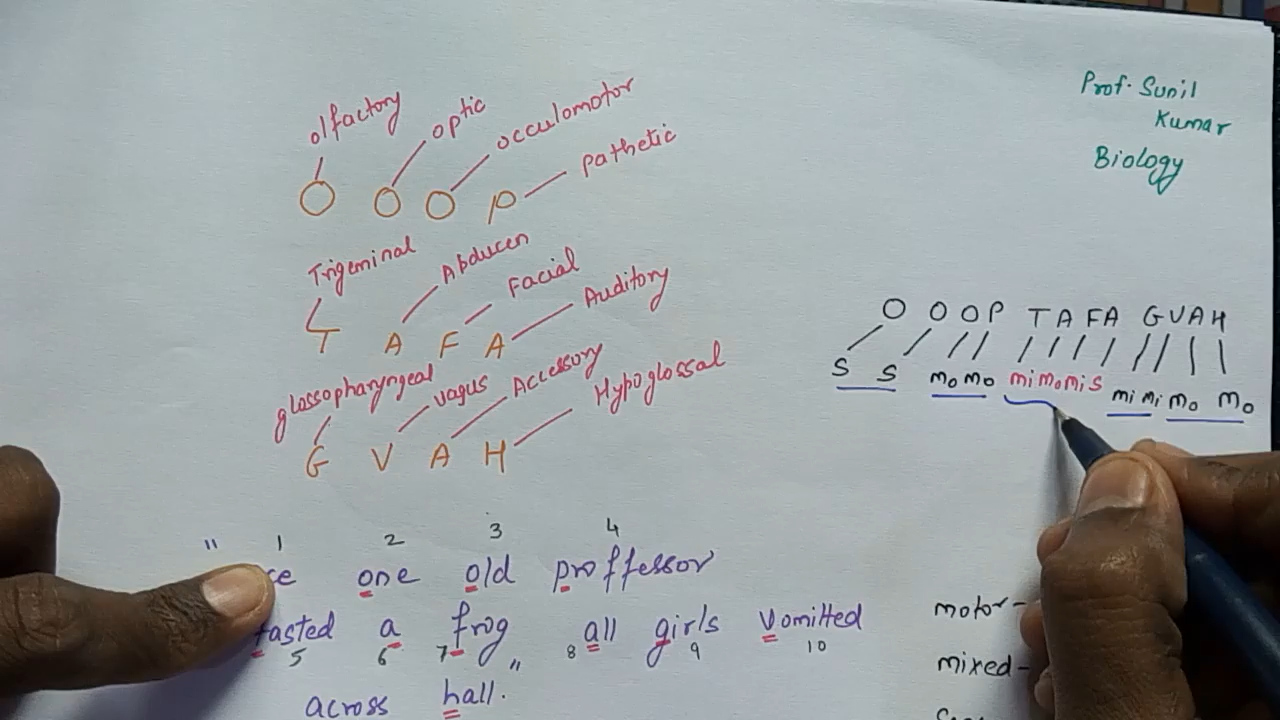 olfactory optic occulomotor pathetic
O O O P
Trigeminal Abducen Facial Auditory
T A F A
glossopharyngeal vagus Accessory Hypoglossal
G V A H
" 1 2 3 4
one old proffessor
tasted a frog " all girls vomitted
5 6 7 8 9 10
across hall.
Prof. Sunil
Kumar
Biology
O O O P T A F A G V A H
S S mo mo mi mo mi S mi mi mo mo
motor-
mixed-